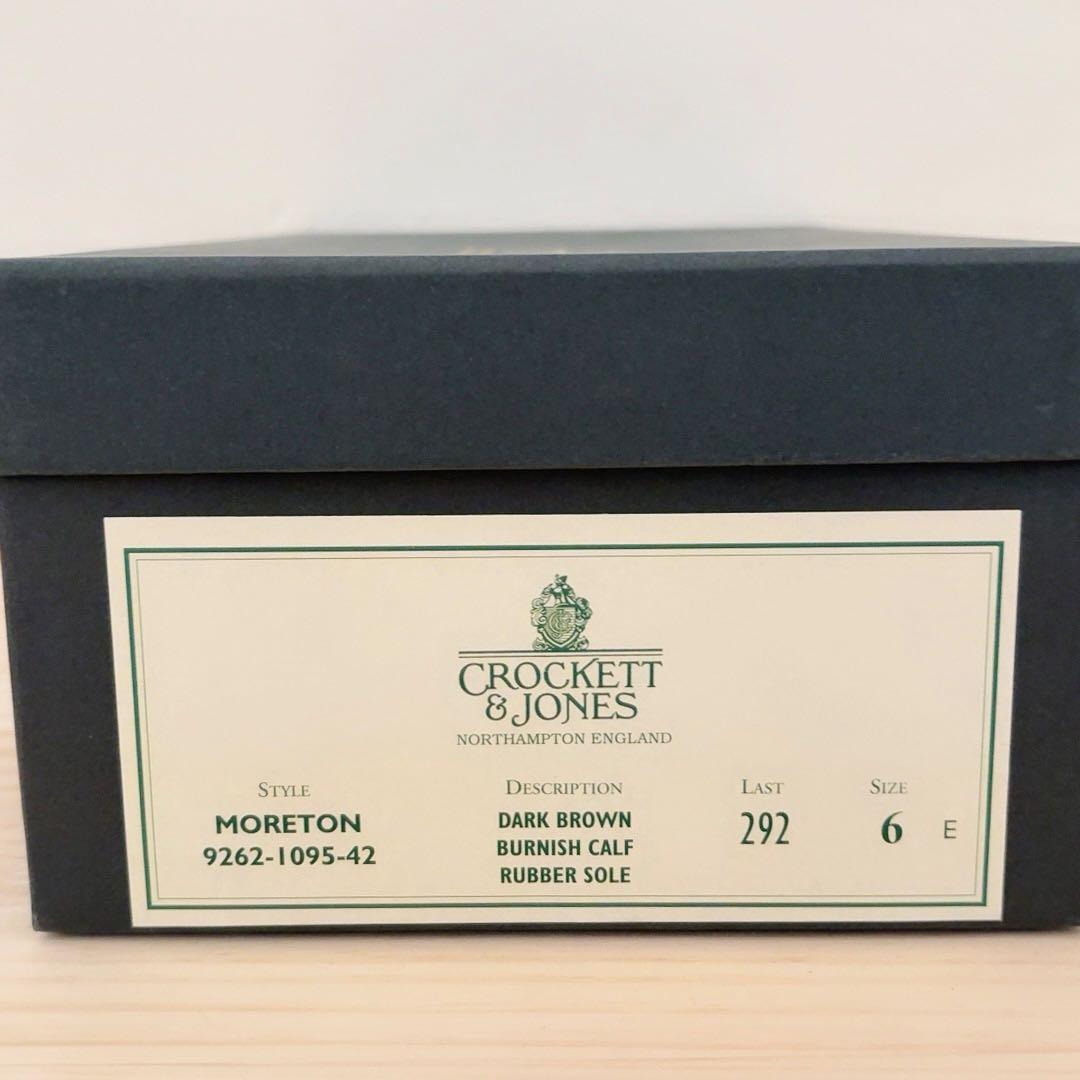 CROCKETT
& JONES
NORTHAMPTON ENGLAND
STYLE
MORETON
9262-1095-42
DESCRIPTION
DARK BROWN
BURNISH CALF
RUBBER SOLE
LAST
292
SIZE
6 E